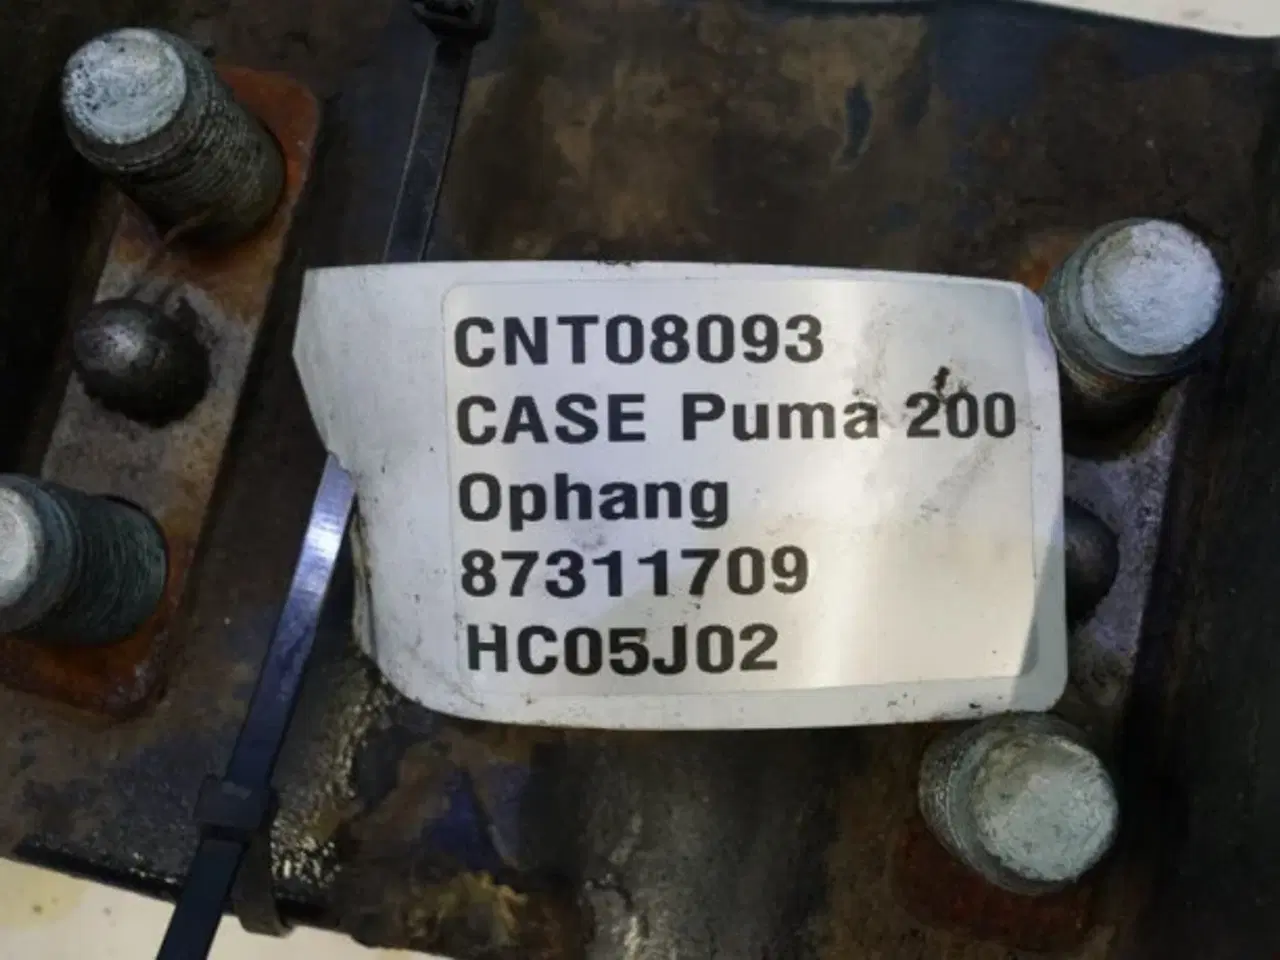 CNT08093
CASE Puma 200
Ophang
87311709
HC05J02